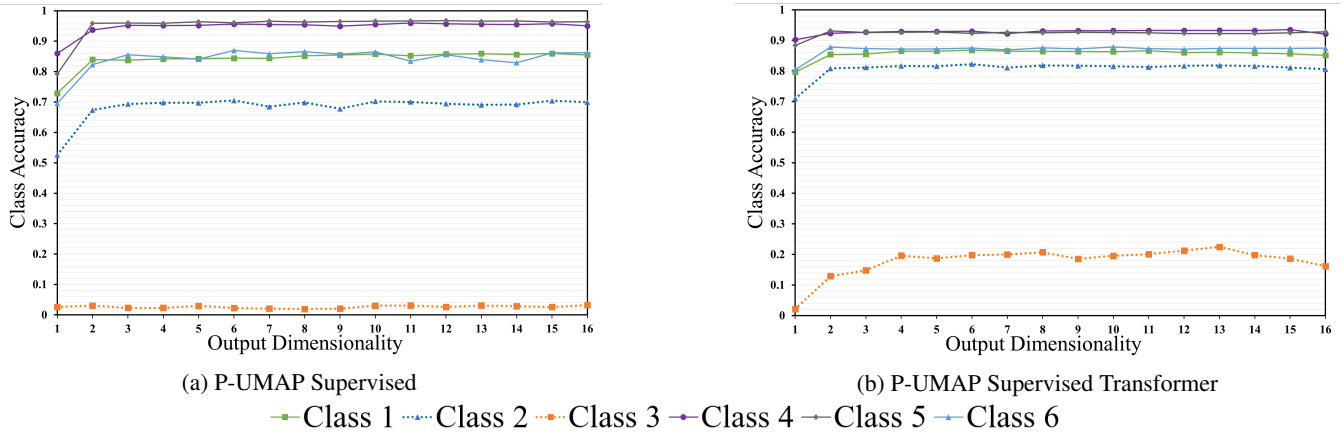 1
0.9
0.8
0.7
0.6
0.5
0.4
0.3
0.2
0.1
0
Class Accuracy
1 2 3 4 5 6 7 8 9 10 11 12 13 14 15 16
Output Dimensionality
(a) P-UMAP Supervised
1
0.9
0.8
0.7
0.6
0.5
0.4
0.3
0.2
0.1
0
Class Accuracy
1 2 3 4 5 6 7 8 9 10 11 12 13 14 15 16
Output Dimensionality
(b) P-UMAP Supervised Transformer
Class 1 Class 2 Class 3 Class 4 Class 5 Class 6